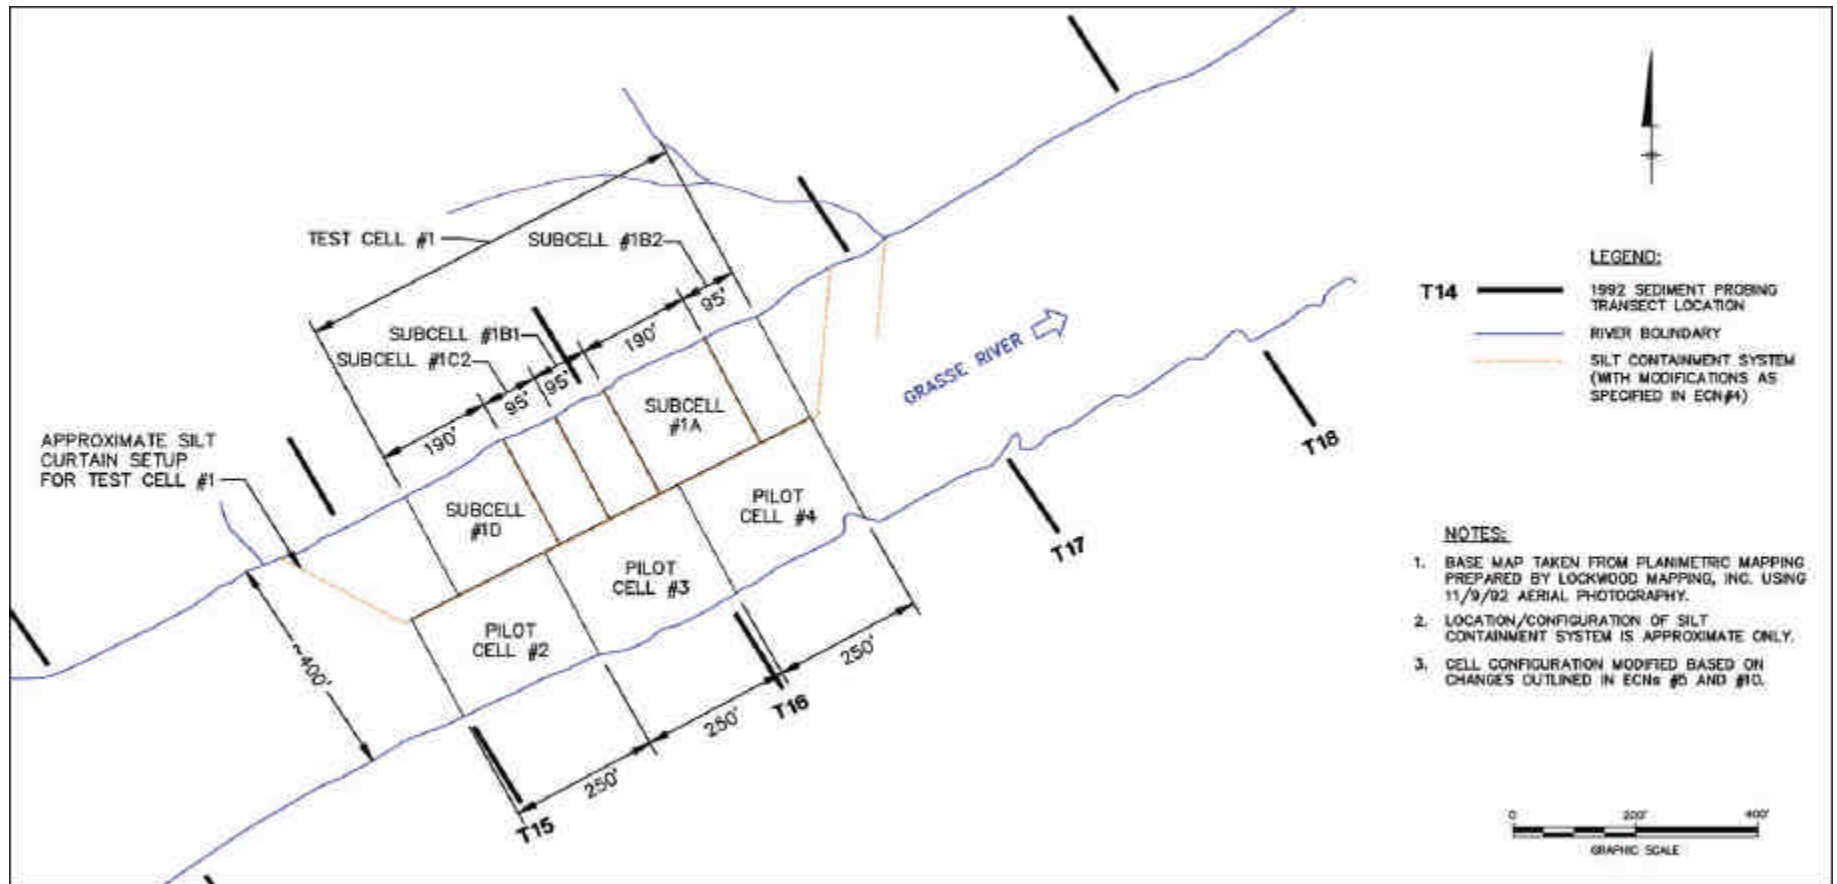 TEST CELL #1
SUBCELL #1B2
SUBCELL #1B1
SUBCELL #1C2
190'
95'
95'
190'
95'
APPROXIMATE SILT
CURTAIN SETUP
FOR TEST CELL #1
SUBCELL
#1A
SUBCELL
#1D
PILOT
CELL #4
PILOT
CELL #3
PILOT
CELL #2
GRASSE RIVER
~400'
250'
250'
250'
T15
T16
T17
T18
LEGEND:
T14
1992 SEDIMENT PROBING
TRANSECT LOCATION
RIVER BOUNDARY
SILT CONTAINMENT SYSTEM
(WITH MODIFICATIONS AS
SPECIFIED IN ECN#4)
NOTES:
1. BASE MAP TAKEN FROM PLANIMETRIC MAPPING
PREPARED BY LOCKWOOD MAPPING, INC. USING
11/9/92 AERIAL PHOTOGRAPHY.
2. LOCATION/CONFIGURATION OF SILT
CONTAINMENT SYSTEM IS APPROXIMATE ONLY.
3. CELL CONFIGURATION MODIFIED BASED ON
CHANGES OUTLINED IN ECNs #5 AND #10.
0 200' 400'
GRAPHIC SCALE